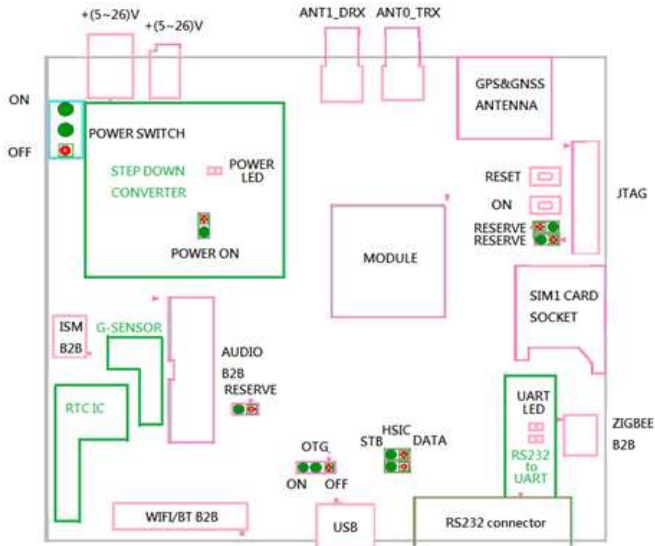 +(5~26)V
+(5~26)V
ANT1_DRX
ANT0_TRX
ON
OFF
POWER SWITCH
STEP DOWN
CONVERTER
POWER
LED
POWER ON
GPS&GNSS
ANTENNA
RESET
ON
RESERVE
RESERVE
JTAG
MODULE
SIM1 CARD
SOCKET
ISM
B2B
G-SENSOR
AUDIO
B2B
RESERVE
RTC IC
UART
LED
RS232
to
UART
ZIGBEE
B2B
HSIC
STB
DATA
OTG
ON
OFF
WIFI/BT B2B
USB
RS232 connector